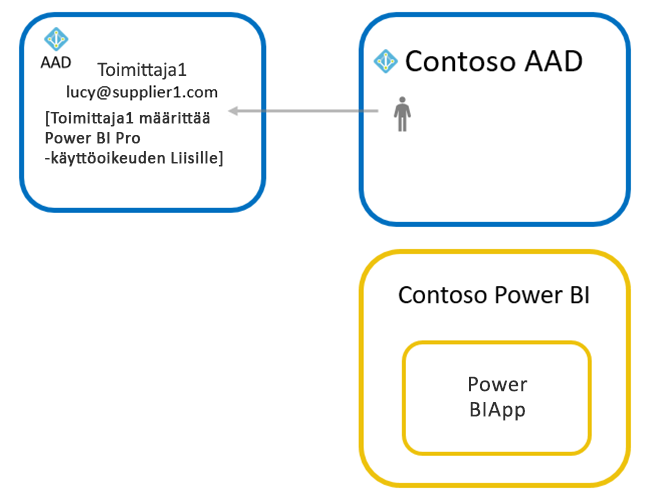 AAD
Toimittaja1
lucy@supplier1.com
[Toimittaja1 määrittää
Power BI Pro
-käyttöoikeuden Liisille]
Contoso AAD
Contoso Power BI
Power
BIApp